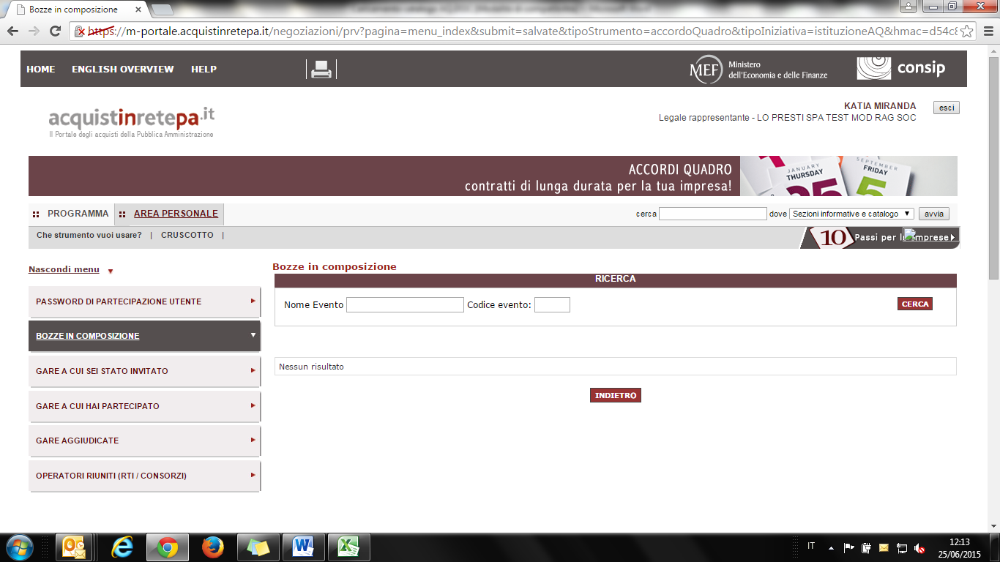 Bozze in composizione
https://m-portale.acquistinretepa.it/negoziazioni/prv?pagina=menu_index&submit=salvate&tipoStrumento=accordoQuadro&tipoIniziativa=istituzioneAQ&hmac=d54c8
HOME ENGLISH OVERVIEW HELP
MEF Ministero
dell'Economia e delle Finanze
consip
acquistinretepa.it
Il Portale degli acquisti della Pubblica Amministrazione
KATIA MIRANDA
esci
Legale rappresentante - LO PRESTI SPA TEST MOD RAG SOC
ACCORDI QUADRO
contratti di lunga durata per la tua impresa!
JANUARY
THURSDAY
25
SEPTEMBER
FRIDAY
5
PROGRAMMA AREA PERSONALE
cerca dove Sezioni informative e catalogo avvia
Che strumento vuoi usare? | CRUSCOTTO |
10 Passi per l imprese
Nascondi menu
PASSWORD DI PARTECIPAZIONE UTENTE
BOZZE IN COMPOSIZIONE
GARE A CUI SEI STATO INVITATO
GARE A CUI HAI PARTECIPATO
GARE AGGIUDICATE
OPERATORI RIUNITI (RTI / CONSORZI)
Bozze in composizione
RICERCA
Nome Evento Codice evento: CERCA
Nessun risultato
INDIETRO
IT
12:13
25/06/2015